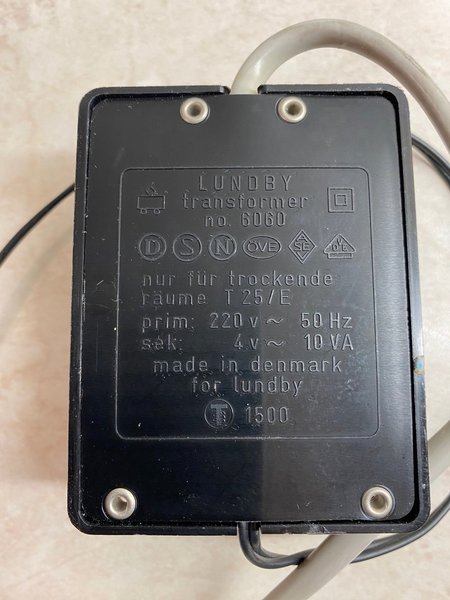 LUNDBY
transformer
no. 6060
D S N ÖVE SE VDE
nur für trockende
räume T 25/E
prim: 220 v ~ 50 Hz
sek: 4 v ~ 10 VA
made in denmark
for lundby
T 1500